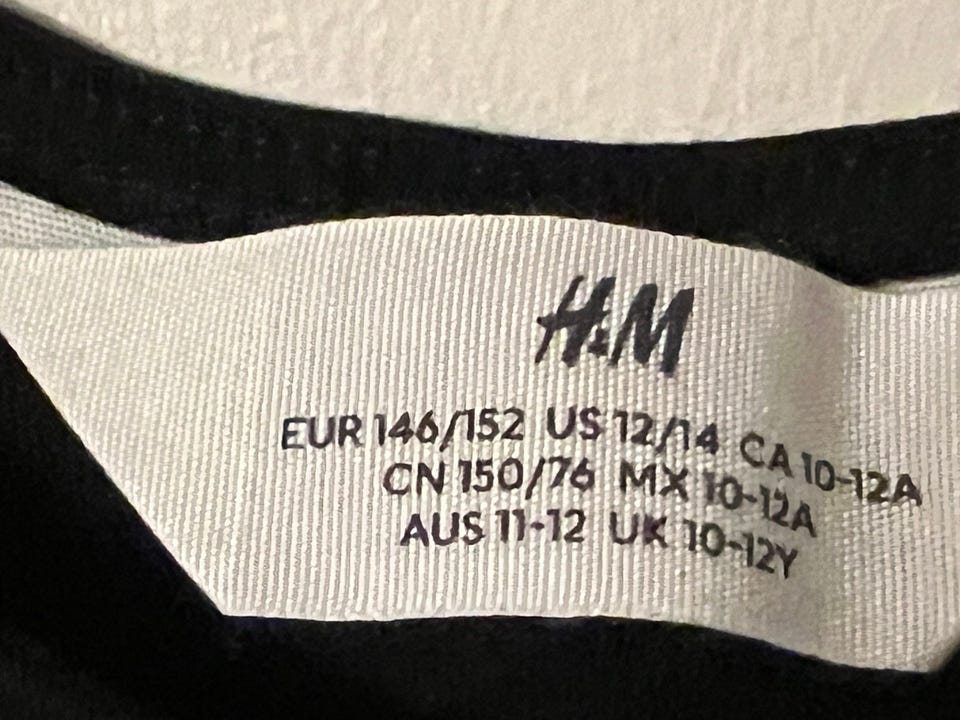 H&M
EUR 146/152 US 12/14 CA 10-12A
CN 150/76 MX 10-12A
AUS 11-12 UK 10-12Y